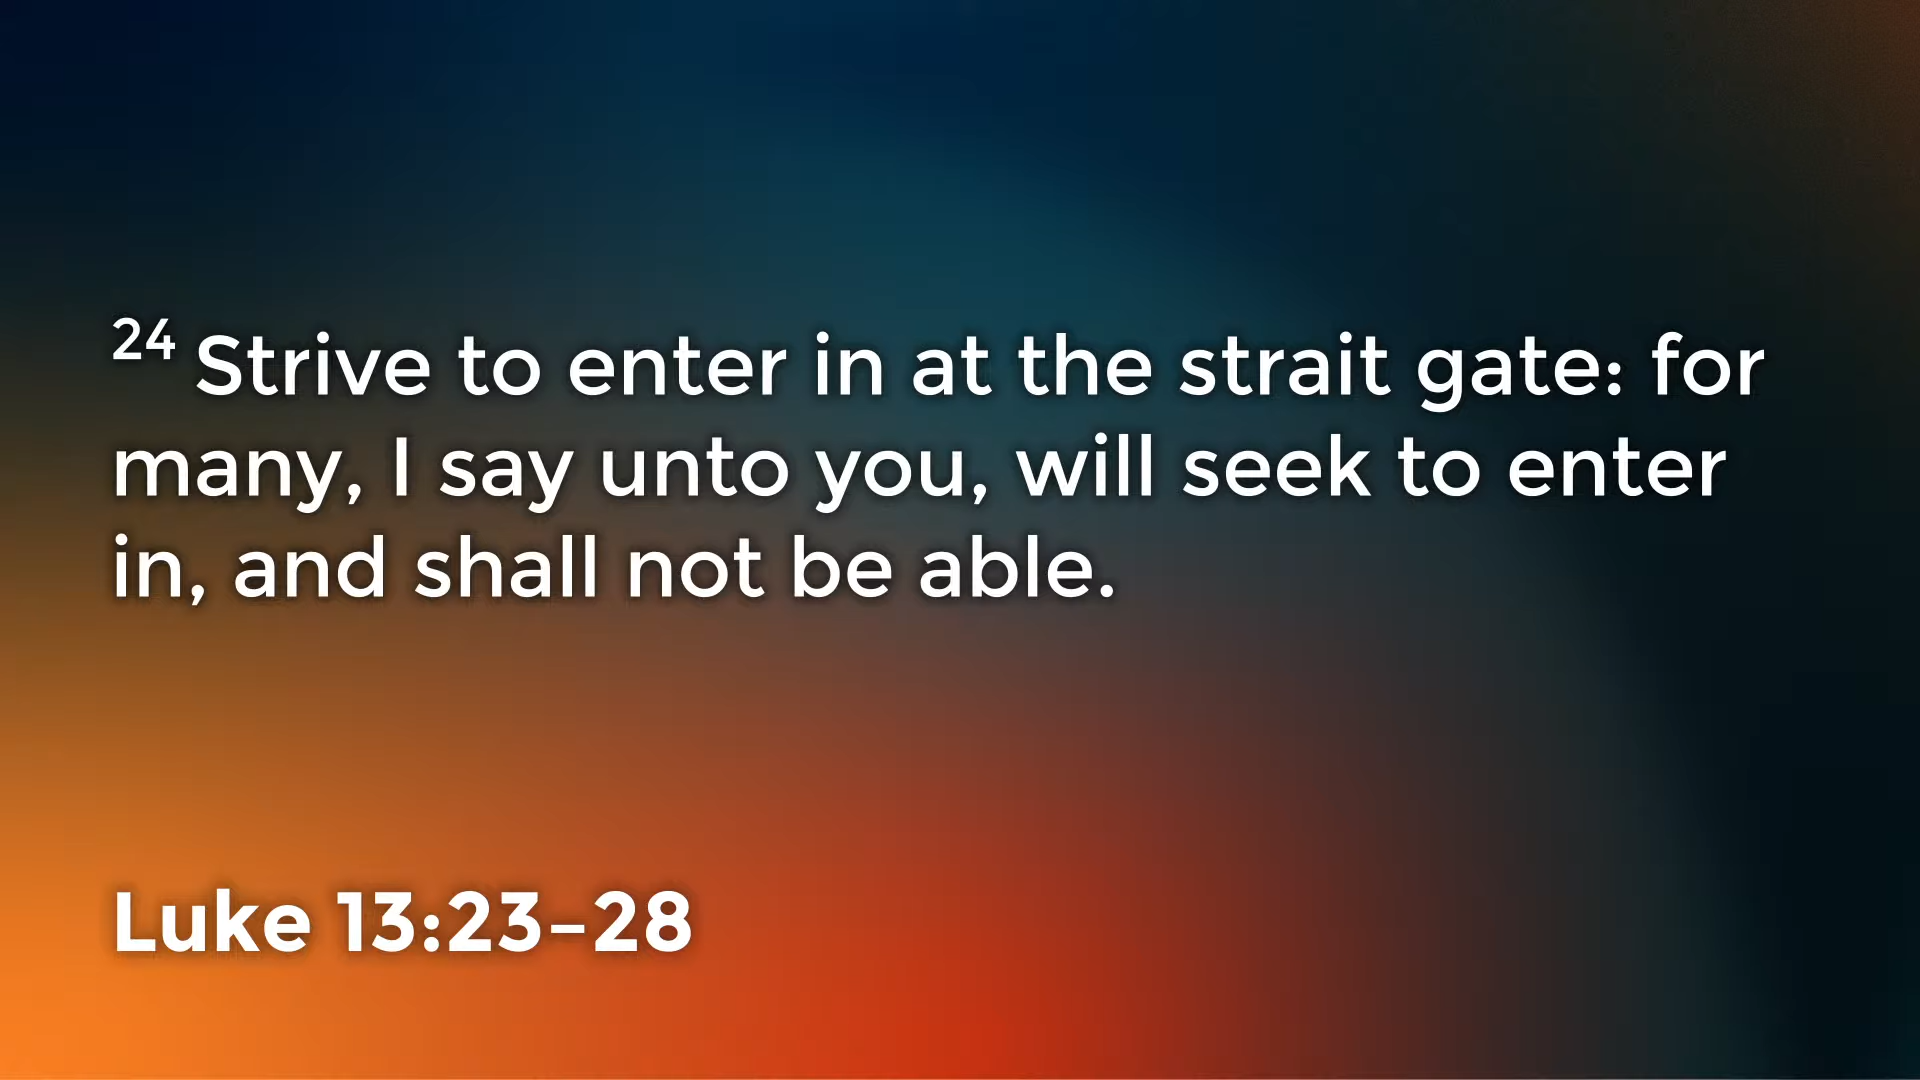 24 Strive to enter in at the strait gate: for
many, I say unto you, will seek to enter
in, and shall not be able.
Luke 13:23–28